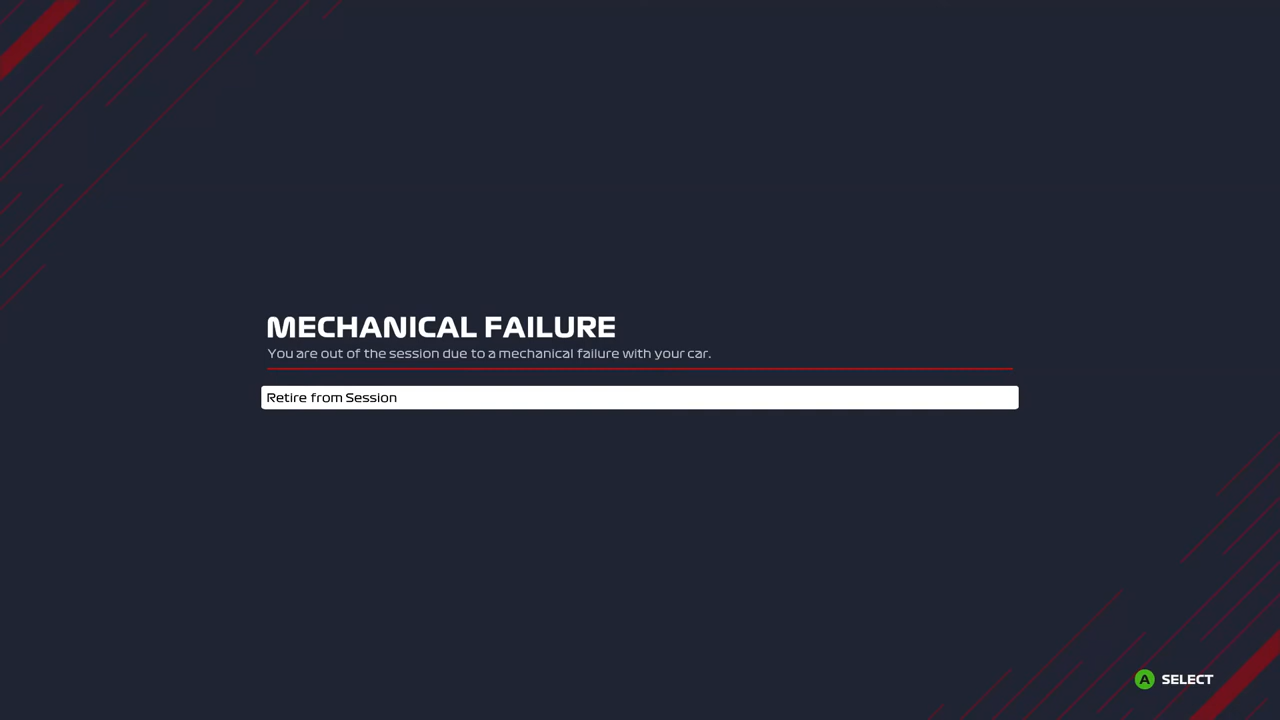 MECHANICAL FAILURE
You are out of the session due to a mechanical failure with your car.
Retire from Session
A SELECT